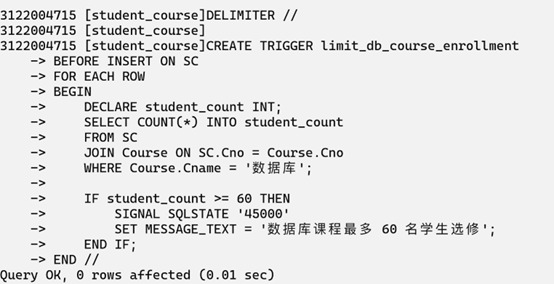 3122004715 [student_course]DELIMITER //
3122004715 [student_course]
3122004715 [student_course]CREATE TRIGGER limit_db_course_enrollment
    -> BEFORE INSERT ON SC
    -> FOR EACH ROW
    -> BEGIN
    ->     DECLARE student_count INT;
    ->     SELECT COUNT(*) INTO student_count
    ->     FROM SC
    ->     JOIN Course ON SC.Cno = Course.Cno
    ->     WHERE Course.Cname = '数据库';
    ->
    ->     IF student_count >= 60 THEN
    ->         SIGNAL SQLSTATE '45000'
    ->         SET MESSAGE_TEXT = '数据库课程最多 60 名学生选修';
    ->     END IF;
    -> END //
Query OK, 0 rows affected (0.01 sec)